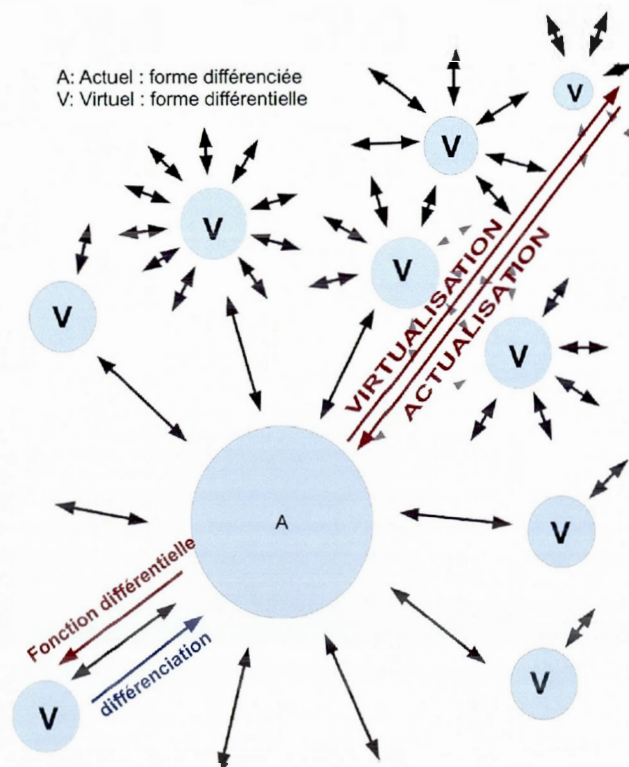 A: Actuel : forme différenciée
V: Virtuel : forme différentielle
V
V
V
V
V
VIRTUALISATION
ACTUALISATION
V
V
A
V
Fonction différentielle
différenciation
V
V